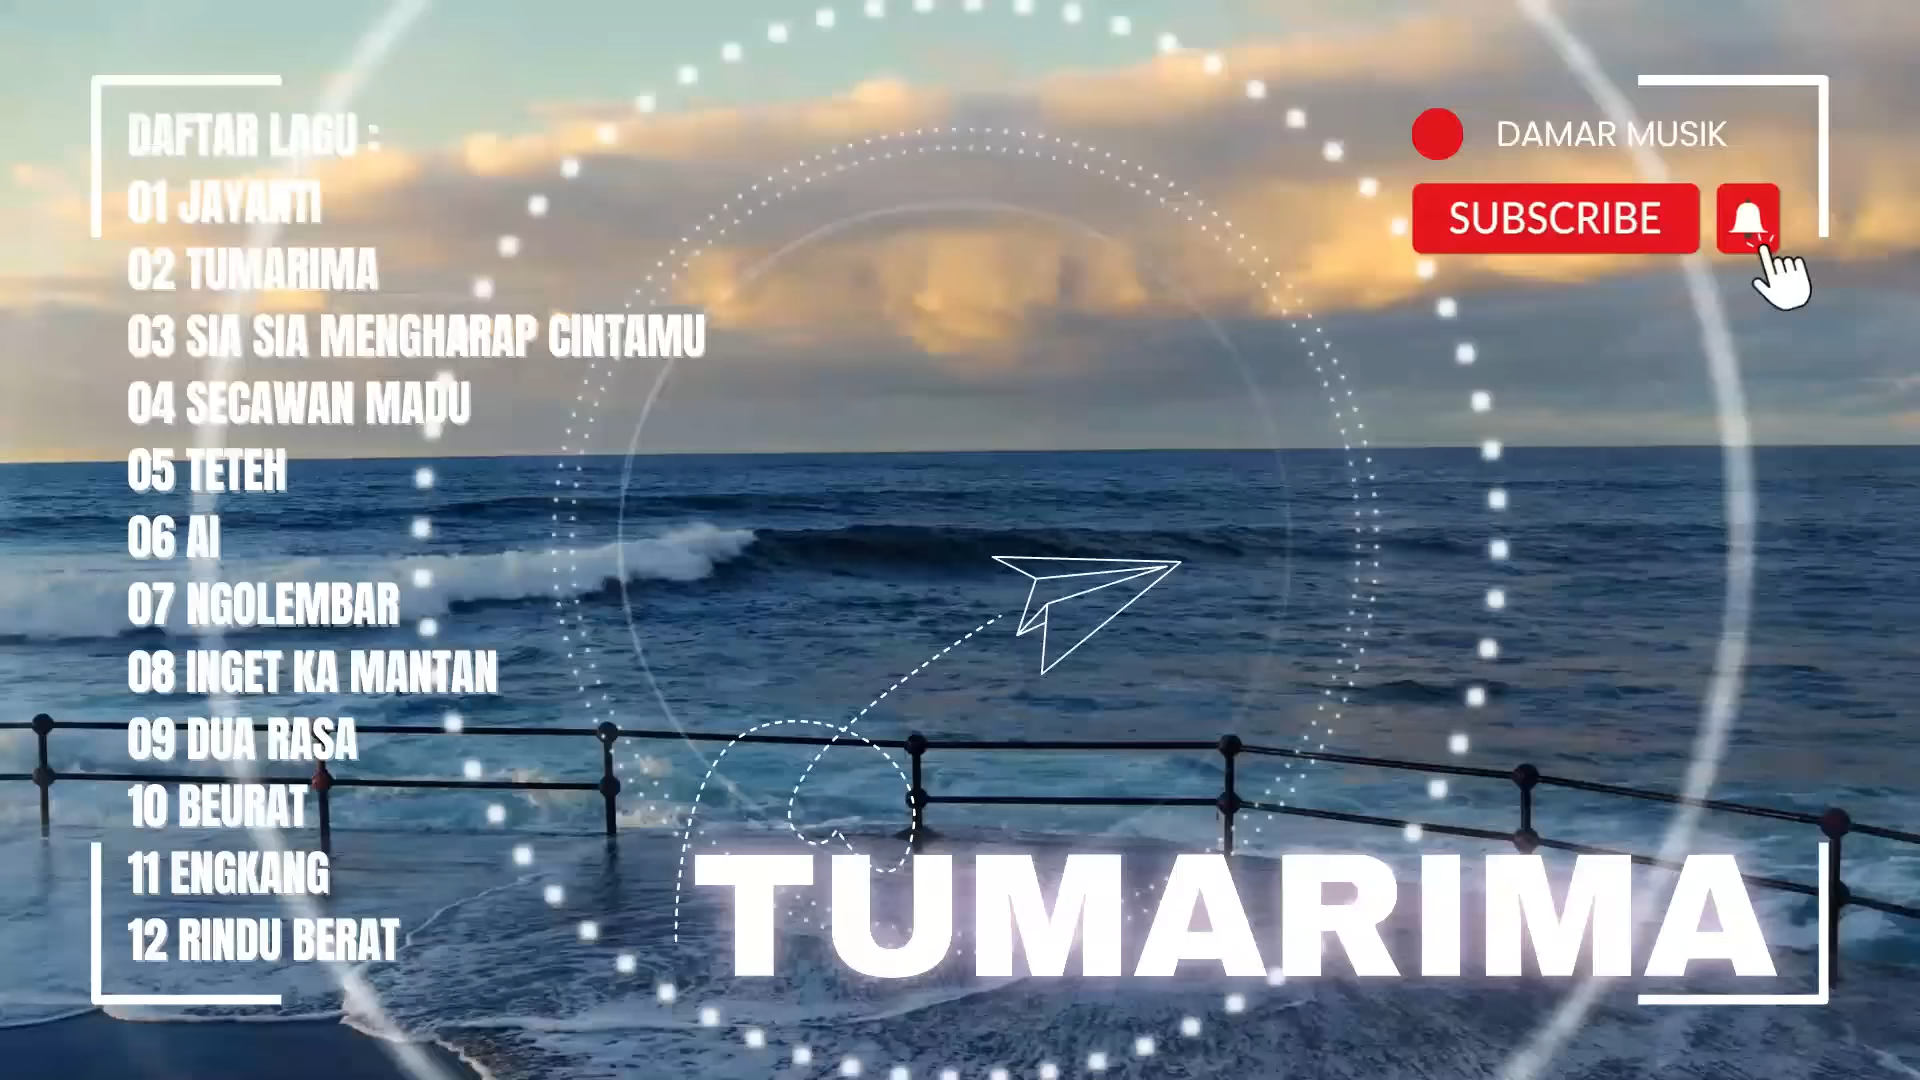 DAFTAR LAGU :
01 JAYANTI
02 TUMARIMA
03 SIA SIA MENGHARAP CINTAMU
04 SECAWAN MADU
05 TETEH
06 AI
07 NGOLEMBAR
08 INGET KA MANTAN
09 DUA RASA
10 BEURAT
11 ENGKANG
12 RINDU BERAT
DAMAR MUSIK
SUBSCRIBE
TUMARIMA